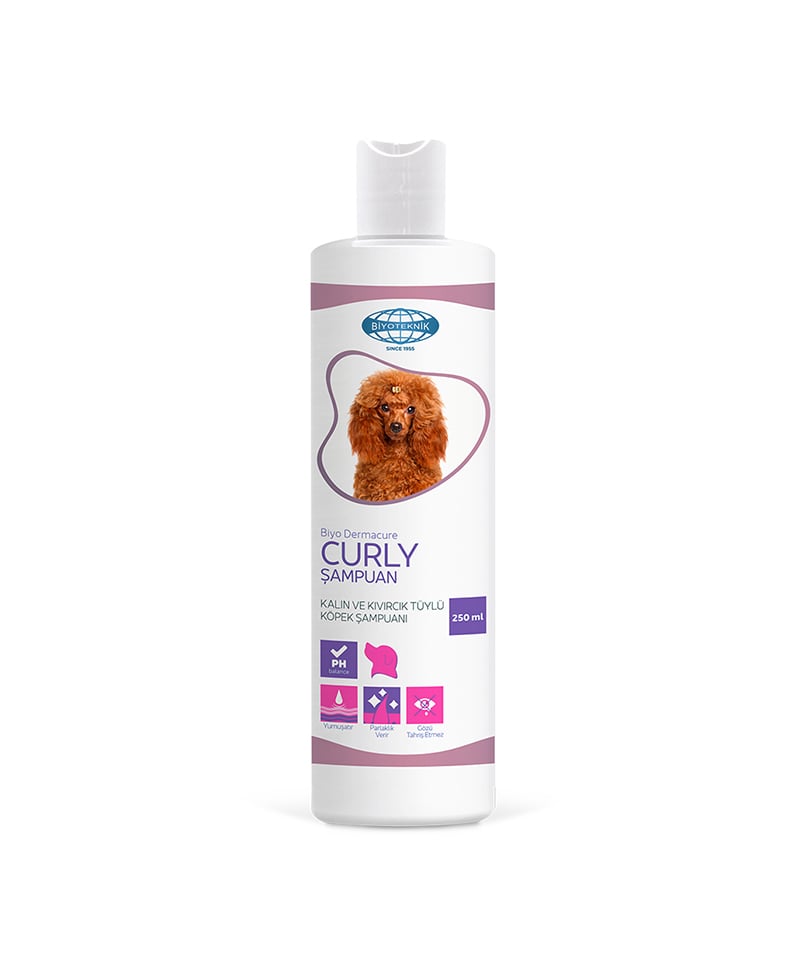 BİYOTEKNİK
SINCE 1955
Biyo Dermacure
CURLY
ŞAMPUAN
KALIN VE KIVIRCIK TÜYLÜ
KÖPEK ŞAMPUANI
250 ml
PH
balance
Yumuşatır
Parlaklık
Verir
Gözü
Tahriş Etmez